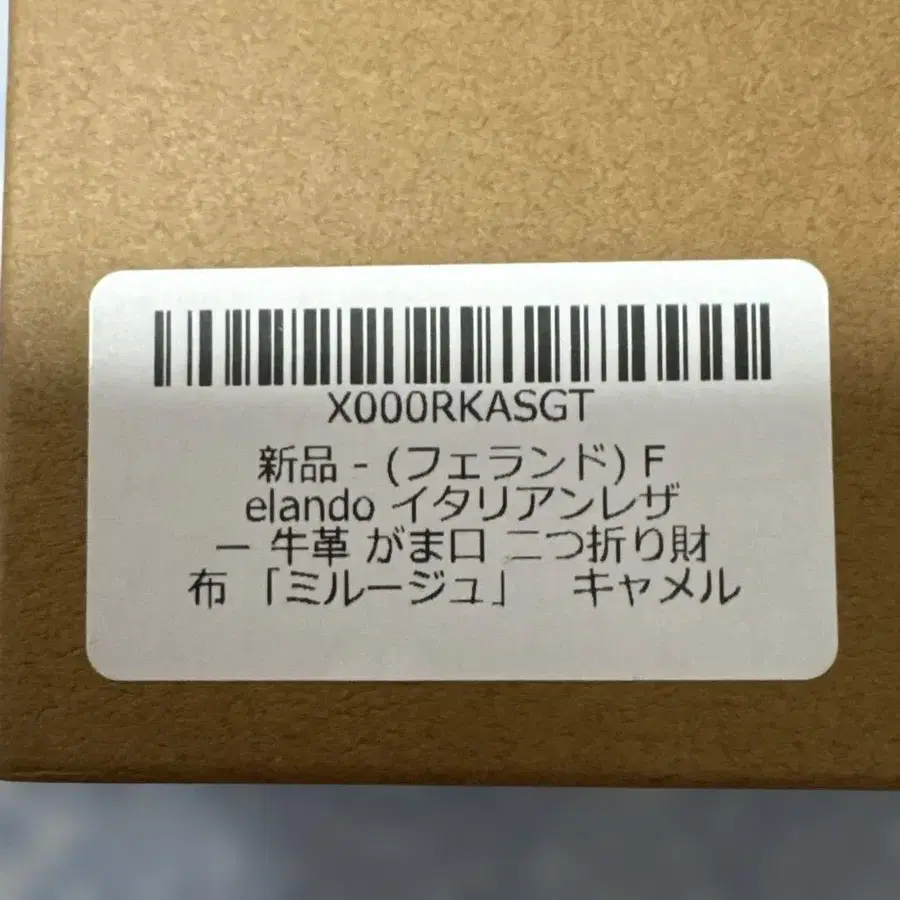 X000RKASGT
新品 - (フェランド) F
elando イタリアンレザ
ー 牛革 がま口 二つ折り財
布 「ミルージュ」　キャメル